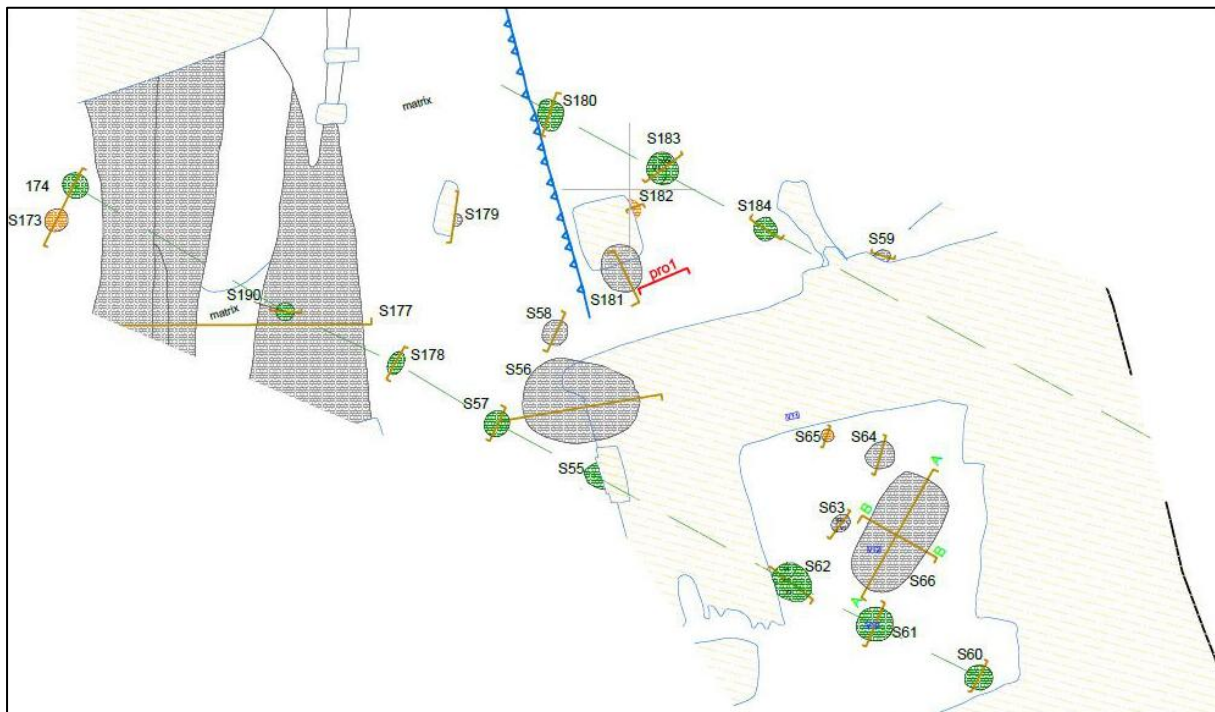 matrix
S180
S183
174
S182
S173
S179
S184
S59
pro1
S190
S181
matrix
S177
S58
S178
S56
S57
S65
S64
A
S55
S63
B
B
S62
S66
A
S61
S60